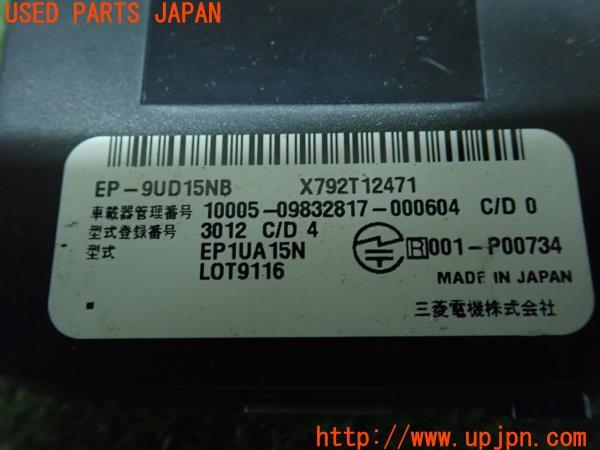 USED PARTS JAPAN
EP-9UD15NB X792T12471
車載器管理番号 10005-09832817-000604 C/D 0
型式登録番号 3012 C/D 4
型式 EP1UA15N
LOT9116
R 001-P00734
MADE IN JAPAN
三菱電機株式会社
http://www.upjpn.com